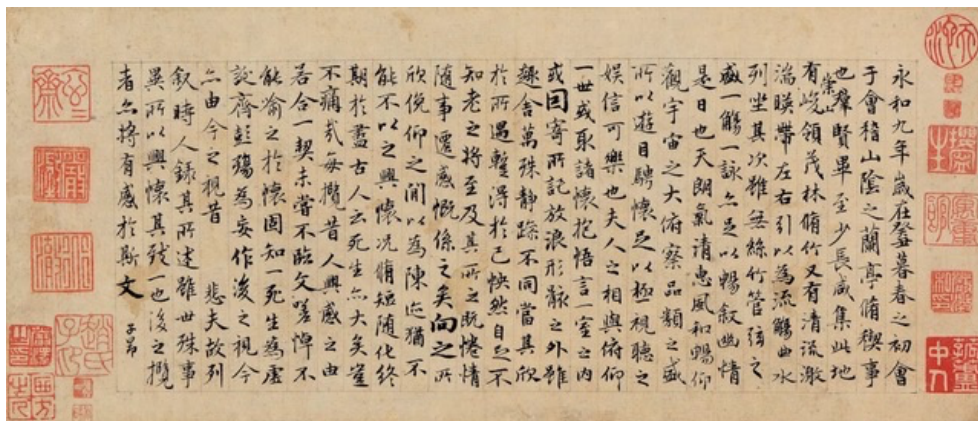 永和九年歲在癸暮春之初會
于會稽山陰之蘭亭脩禊事
也羣賢畢至少長咸集此地
有崇山峻領茂林脩竹又有清流激
湍暎帶左右引以為流觴曲水
列坐其次雖無絲竹管弦之
盛一觴一詠亦足以暢叙幽情
是日也天朗氣清惠風和暢仰
觀宇宙之大俯察品類之盛
所以遊目騁懷足以極視聽之
娛信可樂也夫人之相與俯仰
一世或取諸懷抱悟言一室之內
或因寄所託放浪形骸之外雖
趣舍萬殊靜躁不同當其欣
於所遇暫得於己怏然自足不
知老之將至及其所之既惓情
隨事遷感慨係之矣向之所
欣俛仰之閒以為陳迹猶不
能不以之興懷況脩短随化終
期於盡古人云死生亦大矣豈
不痛哉每攬昔人興感之由
若合一契未嘗不臨文嗟悼不
能喻之於懷固知一死生為虛
誕齊彭殤為妄作後之視今
亦由今之視昔 悲夫故列
叙時人錄其所述雖世殊事
異所以興懷其致一也後之攬
者亦將有感於斯文
子昂
趙氏子昂